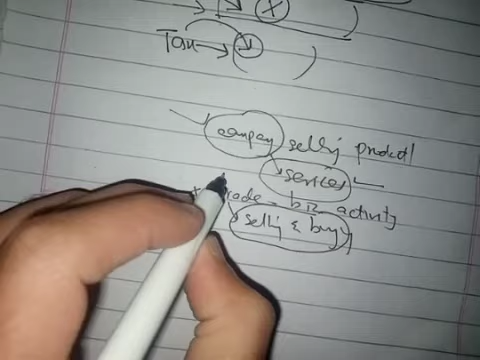 x
Tax
company selling product
services
trade - biz activity
selling & buy